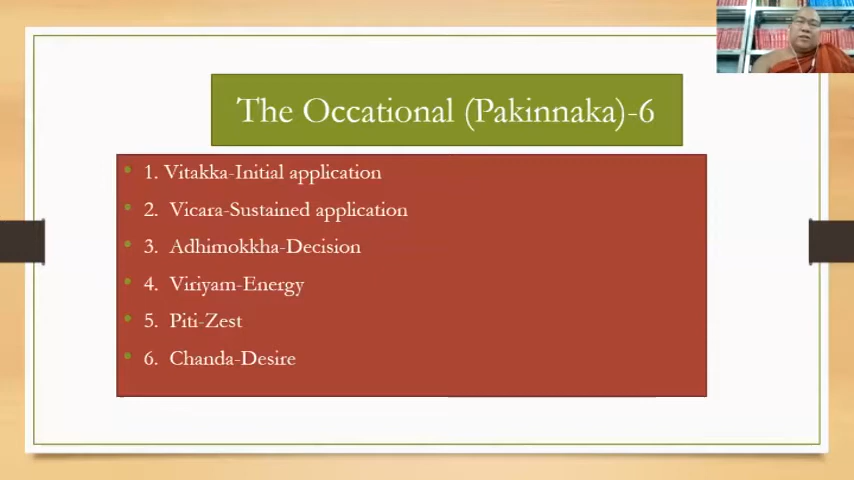 The Occational (Pakinnaka)-6
1. Vitakka-Initial application
2. Vicara-Sustained application
3. Adhimokkha-Decision
4. Viriyam-Energy
5. Piti-Zest
6. Chanda-Desire